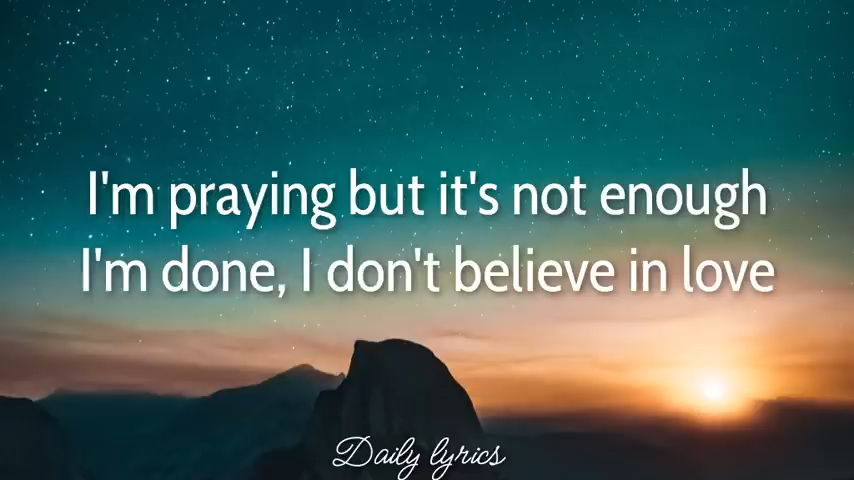 I'm praying but it's not enough
I'm done, I don't believe in love
Daily lyrics